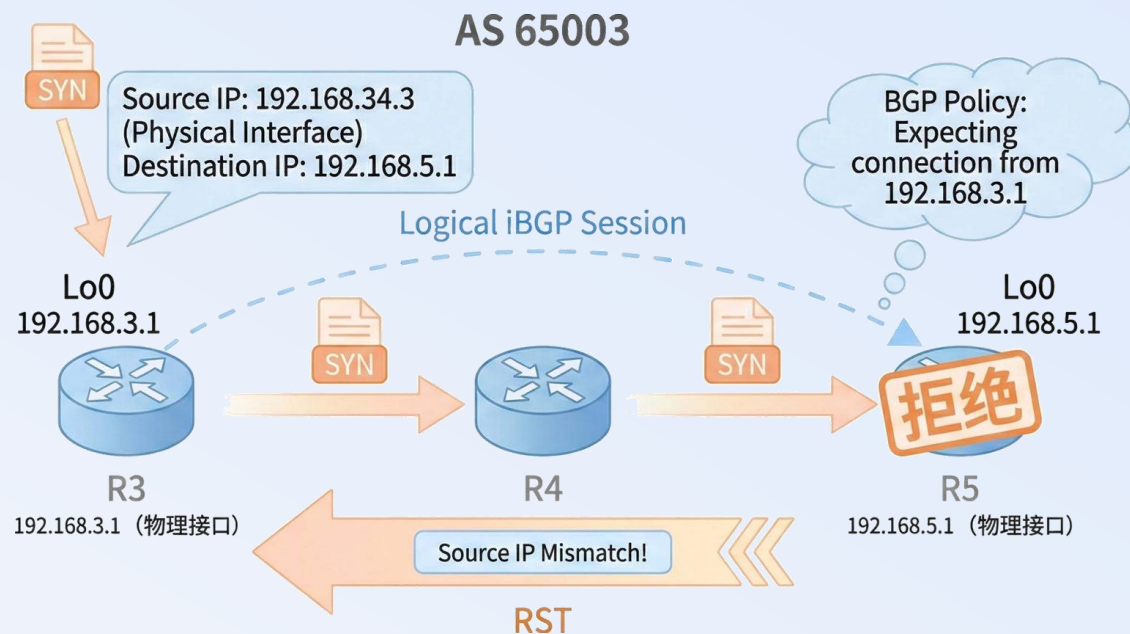 AS 65003
SYN
Source IP: 192.168.34.3
(Physical Interface)
Destination IP: 192.168.5.1
BGP Policy:
Expecting
connection from
192.168.3.1
Logical iBGP Session
Lo0
192.168.3.1
Lo0
192.168.5.1
SYN
SYN
拒绝
R3
R4
R5
192.168.3.1（物理接口）
192.168.5.1（物理接口）
Source IP Mismatch!
RST